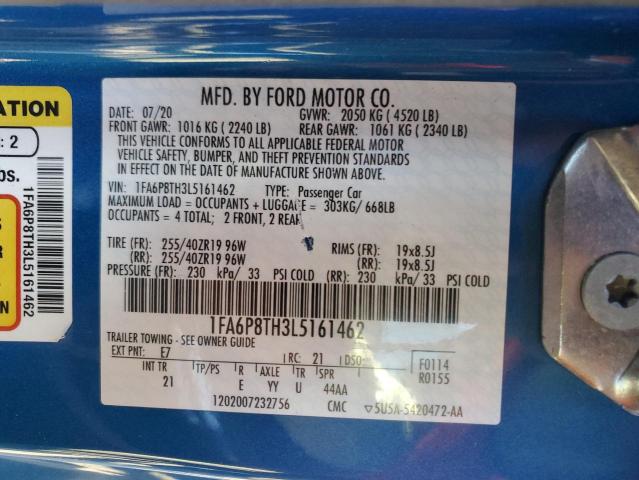 ATION
: 2
bs.
S
R
N
1FA6P8TH3L5161462
MFD. BY FORD MOTOR CO.
DATE: 07/20 GVWR: 2050 KG ( 4520 LB)
FRONT GAWR: 1016 KG ( 2240 LB) REAR GAWR: 1061 KG ( 2340 LB)
THIS VEHICLE CONFORMS TO ALL APPLICABLE FEDERAL MOTOR
VEHICLE SAFETY, BUMPER, AND THEFT PREVENTION STANDARDS
IN EFFECT ON THE DATE OF MANUFACTURE SHOWN ABOVE.
VIN: 1FA6P8TH3L5161462 TYPE: Passenger Car
MAXIMUM LOAD = OCCUPANTS + LUGGAGE = 303KG/ 668LB
OCCUPANTS = 4 TOTAL; 2 FRONT, 2 REAR
TIRE (FR): 255/40ZR19 96W RIMS (FR): 19x8.5J
(RR): 255/40ZR19 96W (RR): 19x8.5J
PRESSURE (FR): 230 kPa/ 33 PSI COLD (RR): 230 kPa/ 33 PSI COLD
1FA6P8TH3L5161462
TRAILER TOWING - SEE OWNER GUIDE
EXT PNT: E7 RC: 21 DSO: F0114
INT TR TP/PS R AXLE TR SPR R0155
21 E YY U 44AA
1202007232756 CMC ▽5U5A-5420472-AA